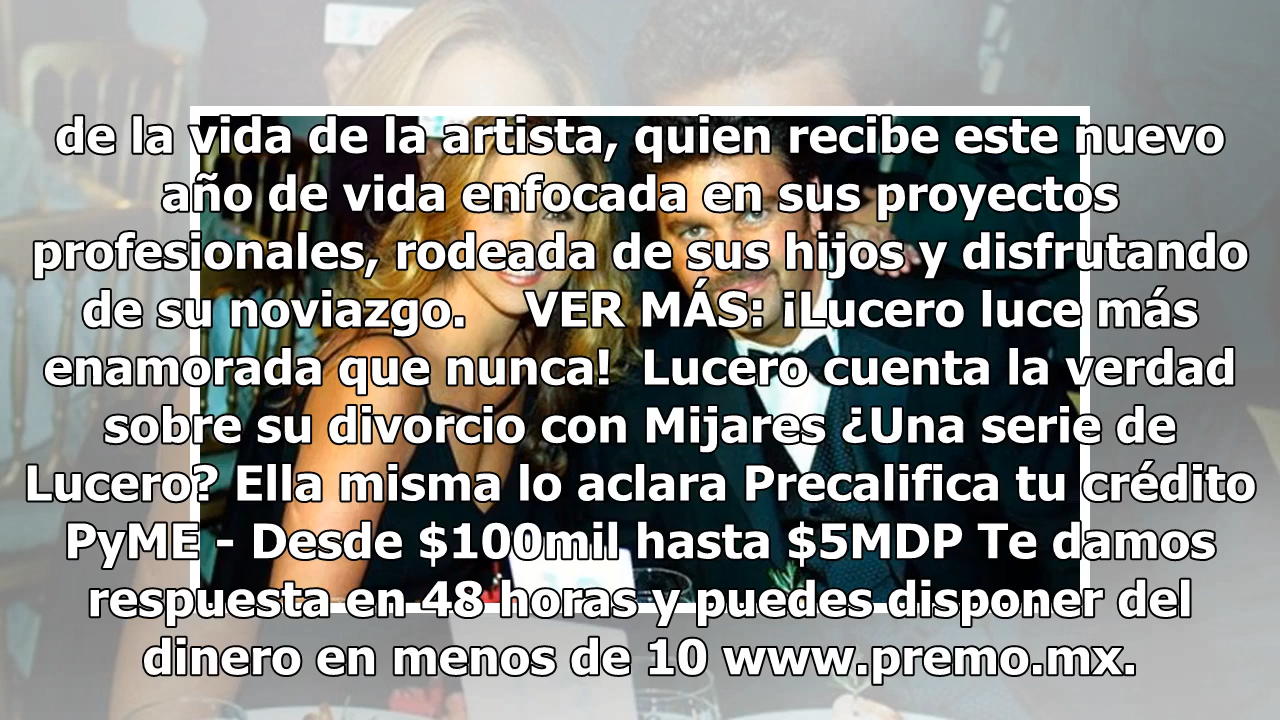 de la vida de la artista, quien recibe este nuevo
año de vida enfocada en sus proyectos
profesionales, rodeada de sus hijos y disfrutando
de su noviazgo. VER MÁS: ¡Lucero luce más
enamorada que nunca! Lucero cuenta la verdad
sobre su divorcio con Mijares ¿Una serie de
Lucero? Ella misma lo aclara Precalifica tu crédito
PyME - Desde $100mil hasta $5MDP Te damos
respuesta en 48 horas y puedes disponer del
dinero en menos de 10 www.premo.mx.